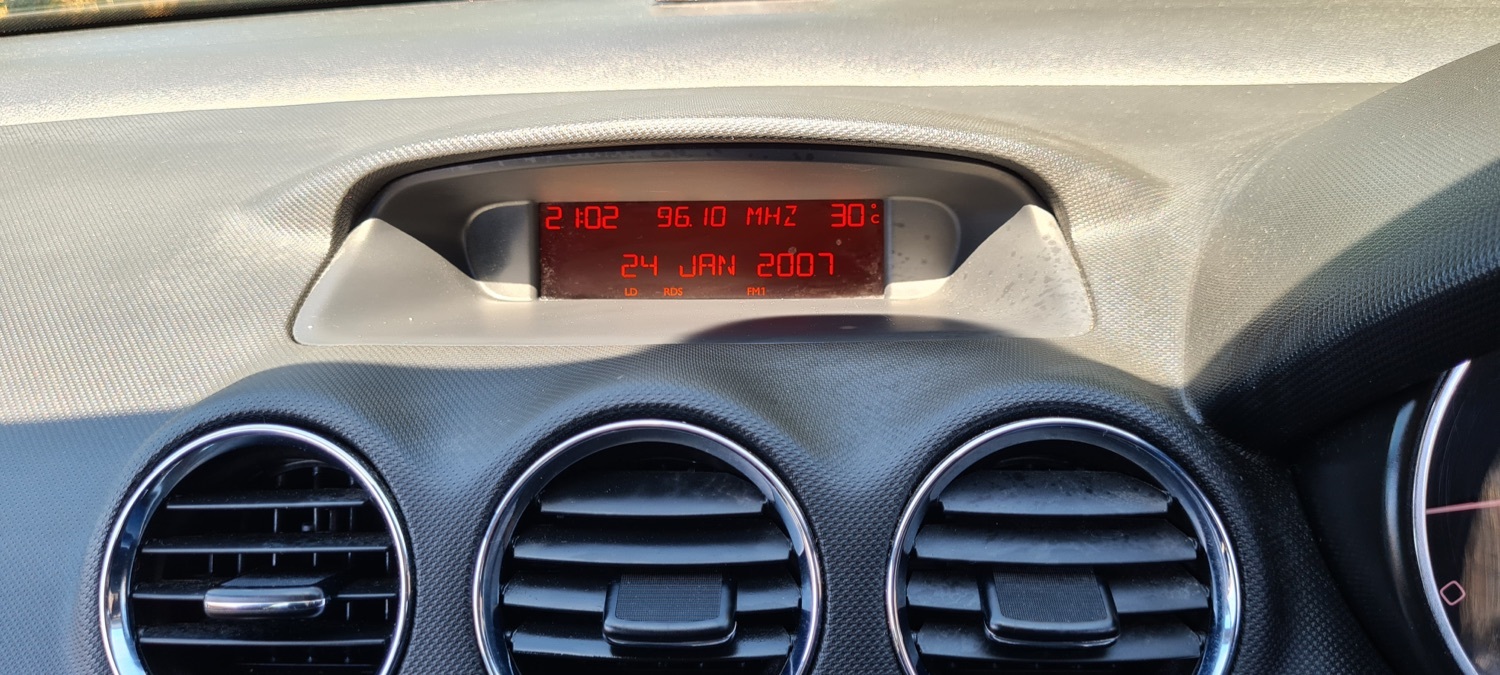 21:02 96.10 MHZ 30°C
24 JAN 2007
LD RDS FM1